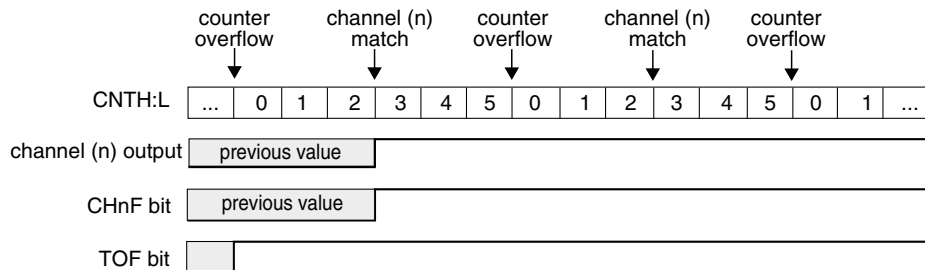 counter overflow
channel (n) match
counter overflow
channel (n) match
counter overflow
CNTH:L ... 0 1 2 3 4 5 0 1 2 3 4 5 0 1 ...
channel (n) output previous value
CHnF bit previous value
TOF bit